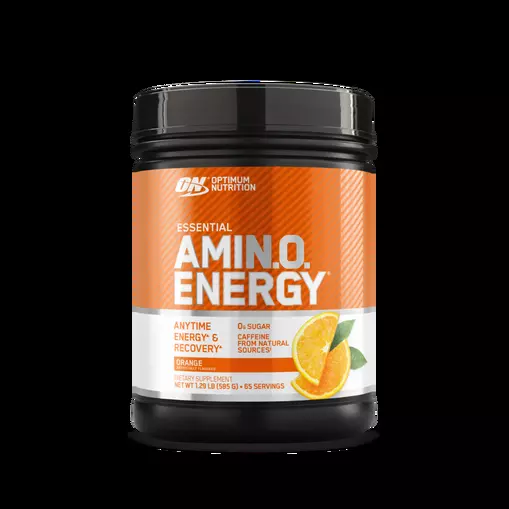 ON OPTIMUM
NUTRITION
ESSENTIAL
AMIN.O.
ENERGY®
ANYTIME
ENERGY* &
RECOVERY*
0G SUGAR
CAFFEINE
FROM NATURAL
SOURCES!
ORANGE
DIETARY SUPPLEMENT
NET WT 1.29 LB (585 G) • 65 SERVINGS